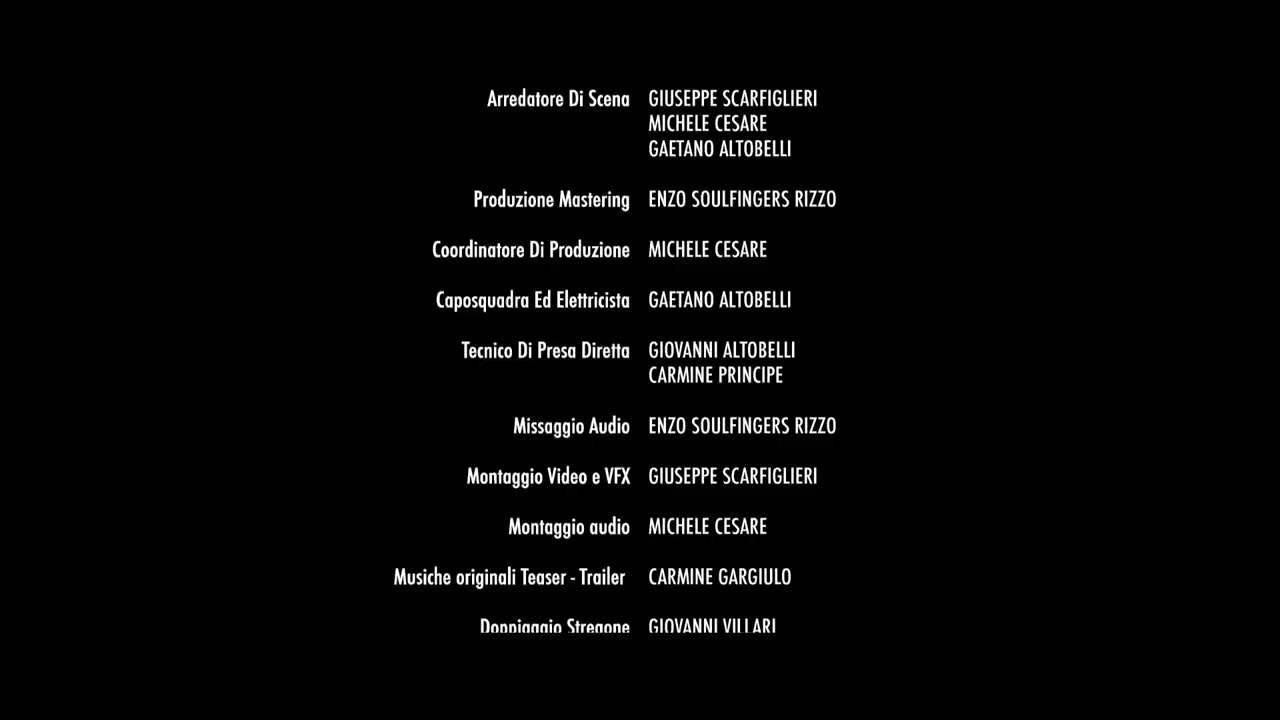 Arredatore Di Scena GIUSEPPE SCARFIGLIERI
MICHELE CESARE
GAETANO ALTOBELLI
Produzione Mastering ENZO SOULFINGERS RIZZO
Coordinatore Di Produzione MICHELE CESARE
Caposquadra Ed Elettricista GAETANO ALTOBELLI
Tecnico Di Presa Diretta GIOVANNI ALTOBELLI
CARMINE PRINCIPE
Missaggio Audio ENZO SOULFINGERS RIZZO
Montaggio Video e VFX GIUSEPPE SCARFIGLIERI
Montaggio audio MICHELE CESARE
Musiche originali Teaser - Trailer CARMINE GARGIULO
Doppiaggio Stregone GIOVANNI VILLARI